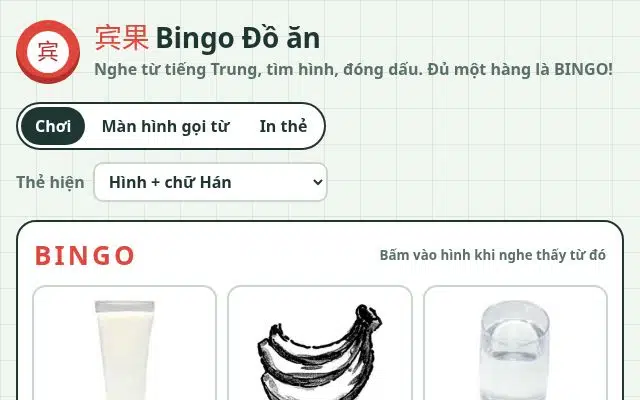 宾
宾果 Bingo Đồ ăn
Nghe từ tiếng Trung, tìm hình, đóng dấu. Đủ một hàng là BINGO!
Chơi
Màn hình gọi từ
In thẻ
Thẻ hiện
Hình + chữ Hán
BINGO
Bấm vào hình khi nghe thấy từ đó